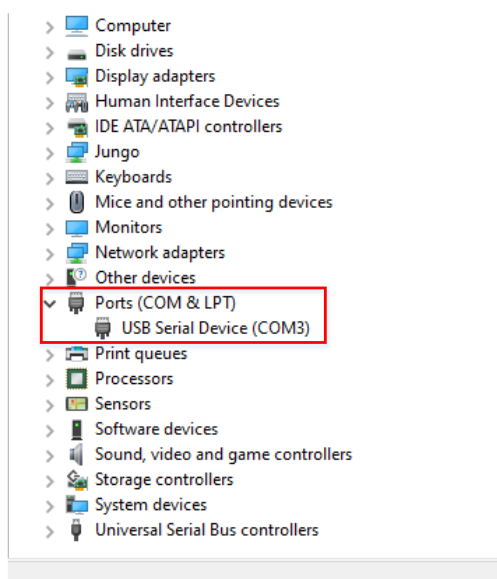 Computer
Disk drives
Display adapters
Human Interface Devices
IDE ATA/ATAPI controllers
Jungo
Keyboards
Mice and other pointing devices
Monitors
Network adapters
Other devices
Ports (COM & LPT)
USB Serial Device (COM3)
Print queues
Processors
Sensors
Software devices
Sound, video and game controllers
Storage controllers
System devices
Universal Serial Bus controllers